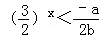 (3/2)^x < -a/2b